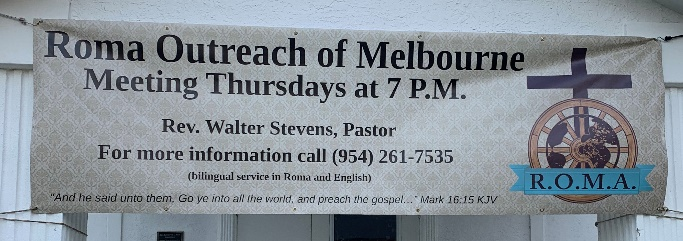 Roma Outreach of Melbourne
Meeting Thursdays at 7 P.M.
Rev. Walter Stevens, Pastor
For more information call (954) 261-7535
(bilingual service in Roma and English)
R.O.M.A.
"And he said unto them, Go ye into all the world, and preach the gospel…" Mark 16:15 KJV